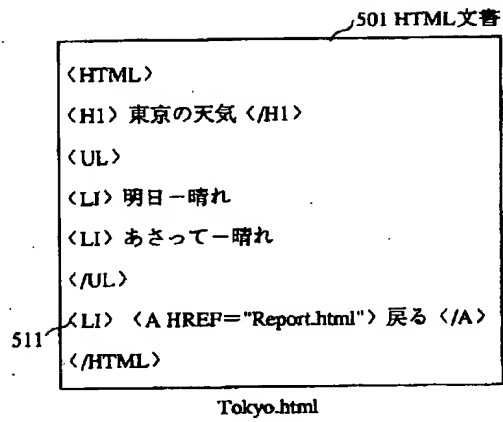 501 HTML文書
〈HTML〉
〈H1〉東京の天気〈/H1〉
〈UL〉
〈LI〉明日－晴れ
〈LI〉あさって－晴れ
〈/UL〉
511 〈LI〉〈A HREF＝"Report.html"〉戻る〈/A〉
〈/HTML〉
Tokyo.html